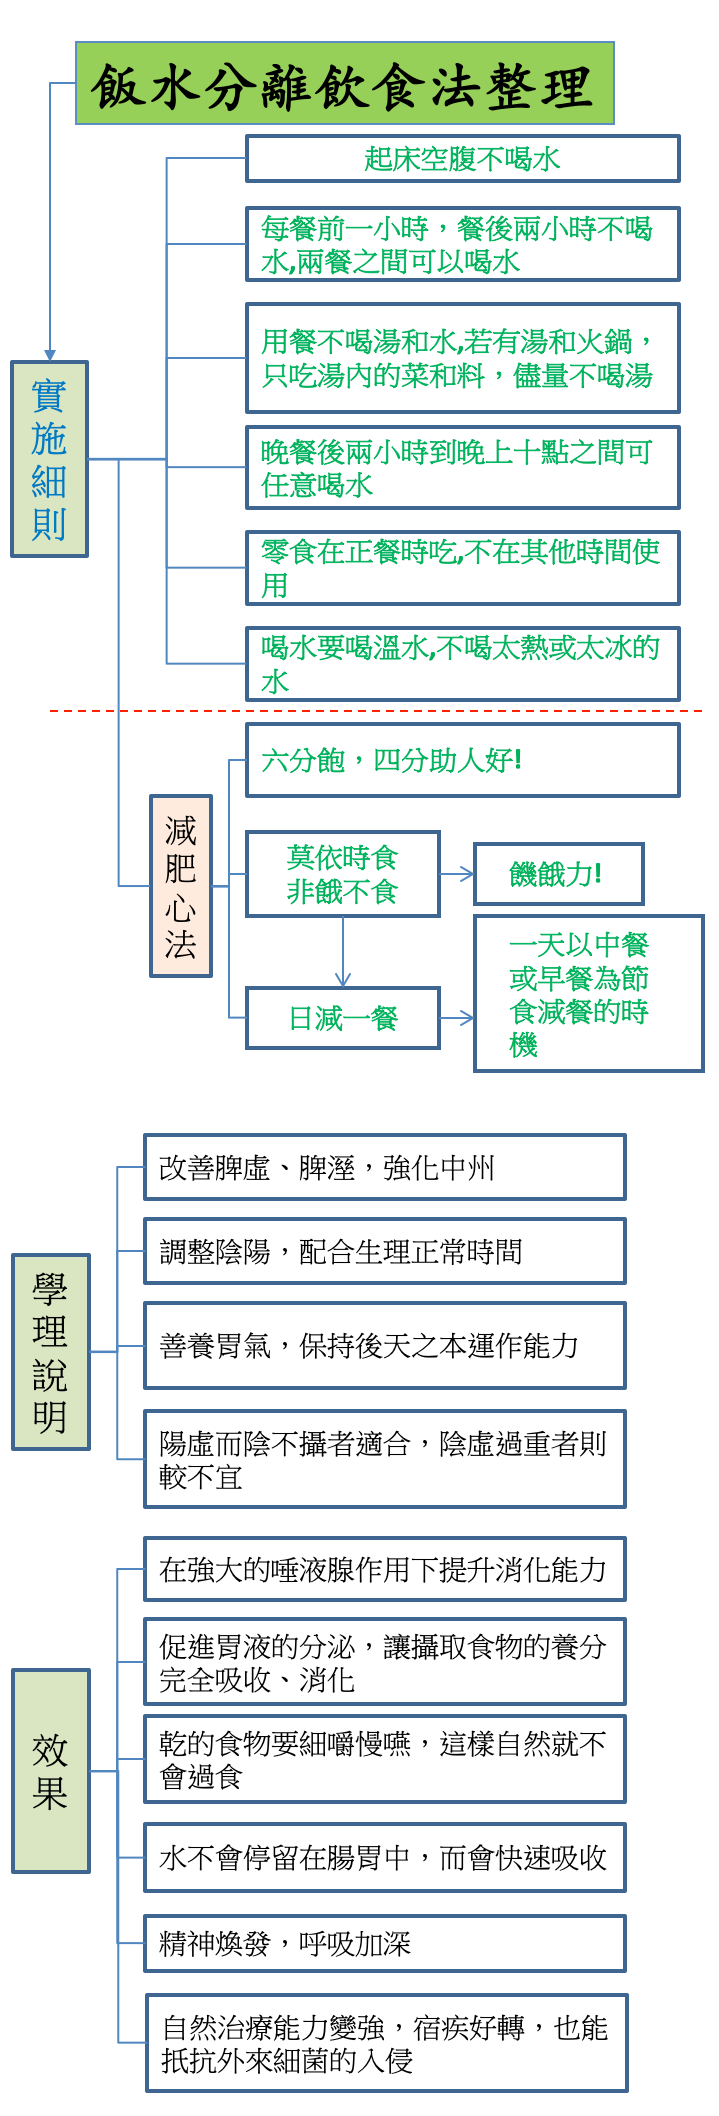 飯水分離飲食法整理
實施細則
起床空腹不喝水
每餐前一小時，餐後兩小時不喝
水,兩餐之間可以喝水
用餐不喝湯和水,若有湯和火鍋，
只吃湯內的菜和料，儘量不喝湯
晚餐後兩小時到晚上十點之間可
任意喝水
零食在正餐時吃,不在其他時間使
用
喝水要喝溫水,不喝太熱或太冰的
水
減肥心法
六分飽，四分助人好!
莫依時食
非餓不食
饑餓力!
日減一餐
一天以中餐
或早餐為節
食減餐的時
機
學理說明
改善脾虛、脾溼，強化中州
調整陰陽，配合生理正常時間
善養胃氣，保持後天之本運作能力
陽虛而陰不攝者適合，陰虛過重者則
較不宜
效果
在強大的唾液腺作用下提升消化能力
促進胃液的分泌，讓攝取食物的養分
完全吸收、消化
乾的食物要細嚼慢嚥，這樣自然就不
會過食
水不會停留在腸胃中，而會快速吸收
精神煥發，呼吸加深
自然治療能力變強，宿疾好轉，也能
扺抗外來細菌的入侵